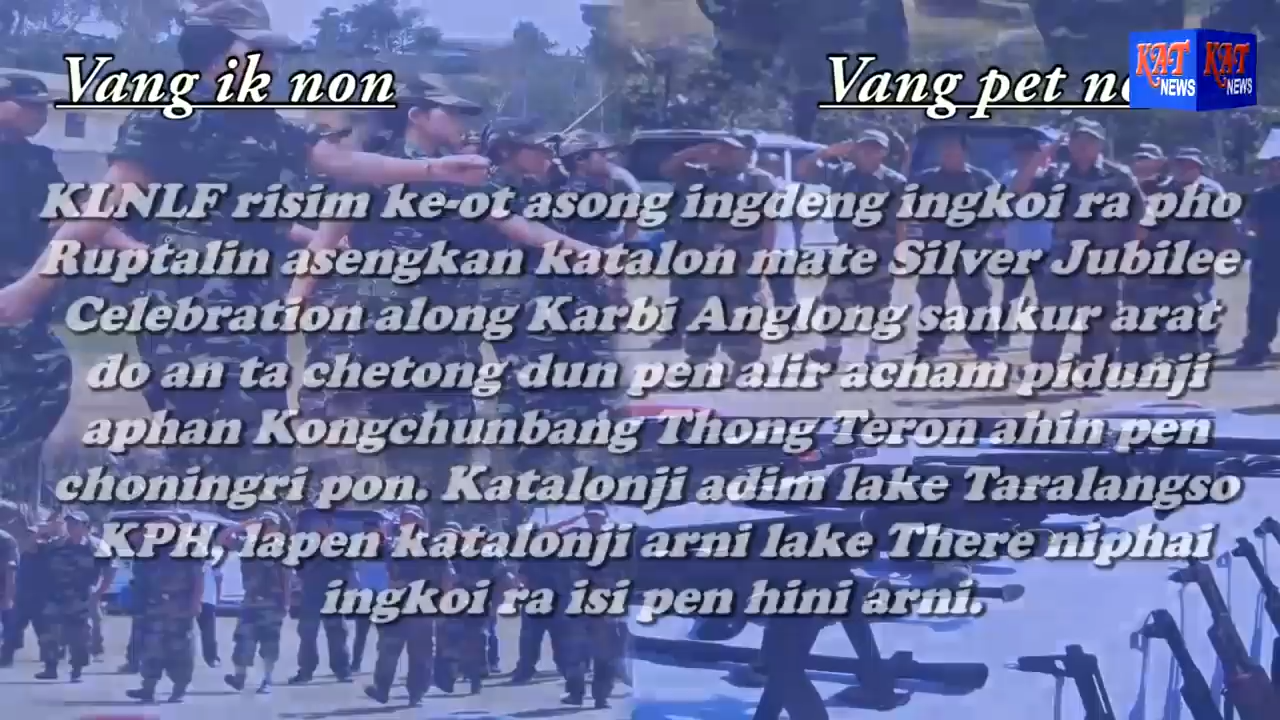 Vang ik non
Vang pet
KAT NEWS KAT NEWS
KLNLF risim ke-ot asong ingdeng ingkoi ra pho
Ruptalin asengkan katalon mate Silver Jubilee
Celebration along Karbi Anglong sankur arat
do an ta chetong dun pen alir acham pidunji
aphan Kongchunbang Thong Teron ahin pen
choningri pon. Katalonji adim lake Taralangso
KPH, lapen katalonji arni lake There niphai
ingkoi ra isi pen hini arni.